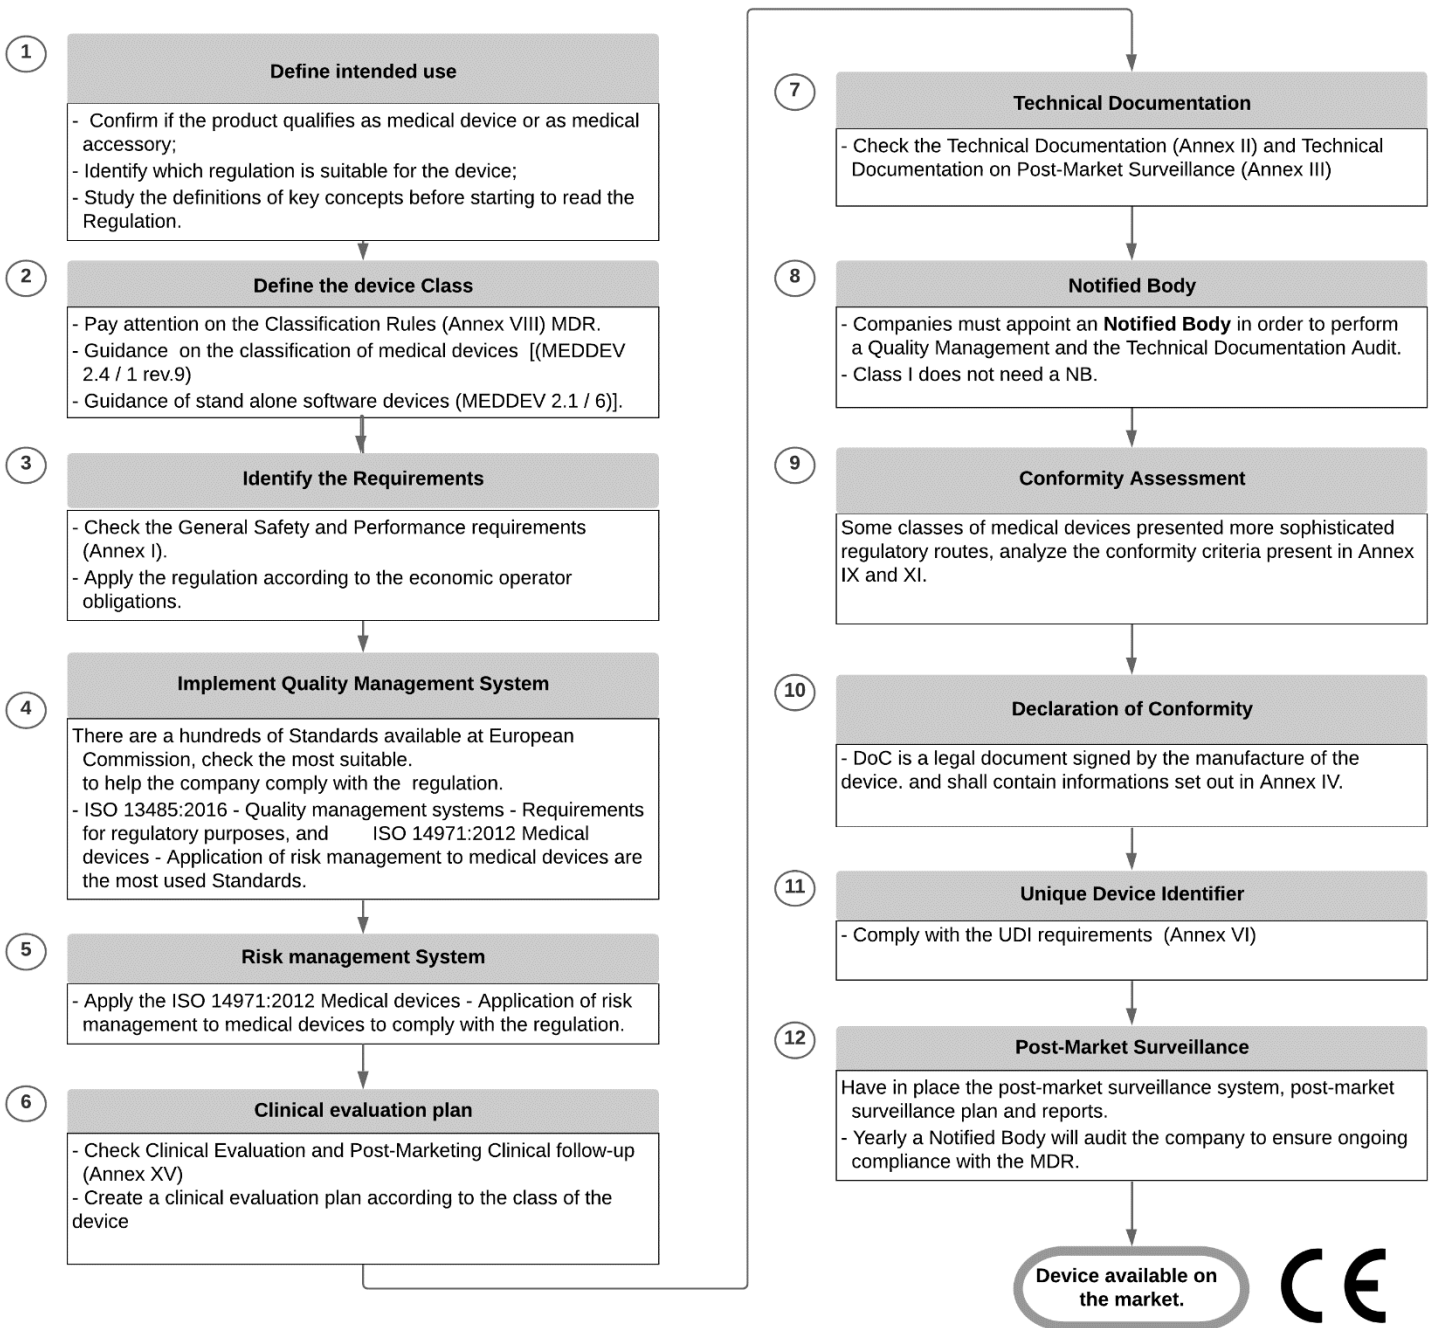 1
Define intended use
- Confirm if the product qualifies as medical device or as medical
accessory;
- Identify which regulation is suitable for the device;
- Study the definitions of key concepts before starting to read the
Regulation.
2
Define the device Class
- Pay attention on the Classification Rules (Annex VIII) MDR.
- Guidance on the classification of medical devices [(MEDDEV
2.4 / 1 rev.9)
- Guidance of stand alone software devices (MEDDEV 2.1 / 6)].
3
Identify the Requirements
- Check the General Safety and Performance requirements
(Annex I).
- Apply the regulation according to the economic operator
obligations.
4
Implement Quality Management System
There are a hundreds of Standards available at European
Commission, check the most suitable.
to help the company comply with the regulation.
- ISO 13485:2016 - Quality management systems - Requirements
for regulatory purposes, and ISO 14971:2012 Medical
devices - Application of risk management to medical devices are
the most used Standards.
5
Risk management System
- Apply the ISO 14971:2012 Medical devices - Application of risk
management to medical devices to comply with the regulation.
6
Clinical evaluation plan
- Check Clinical Evaluation and Post-Marketing Clinical follow-up
(Annex XV)
- Create a clinical evaluation plan according to the class of the
device
7
Technical Documentation
- Check the Technical Documentation (Annex II) and Technical
Documentation on Post-Market Surveillance (Annex III)
8
Notified Body
- Companies must appoint an Notified Body in order to perform
a Quality Management and the Technical Documentation Audit.
- Class I does not need a NB.
9
Conformity Assessment
Some classes of medical devices presented more sophisticated
regulatory routes, analyze the conformity criteria present in Annex
IX and XI.
10
Declaration of Conformity
- DoC is a legal document signed by the manufacture of the
device. and shall contain informations set out in Annex IV.
11
Unique Device Identifier
- Comply with the UDI requirements (Annex VI)
12
Post-Market Surveillance
Have in place the post-market surveillance system, post-market
surveillance plan and reports.
- Yearly a Notified Body will audit the company to ensure ongoing
compliance with the MDR.
Device available on
the market.
CE